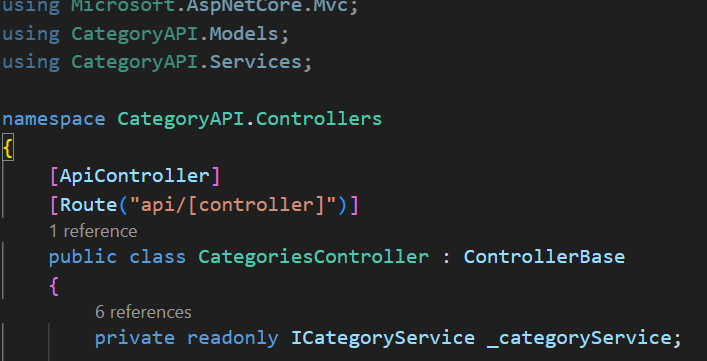 using Microsoft.AspNetCore.Mvc;
using CategoryAPI.Models;
using CategoryAPI.Services;
namespace CategoryAPI.Controllers
{
[ApiController]
[Route("api/[controller]")]
1 reference
public class CategoriesController : ControllerBase
{
6 references
private readonly ICategoryService _categoryService;